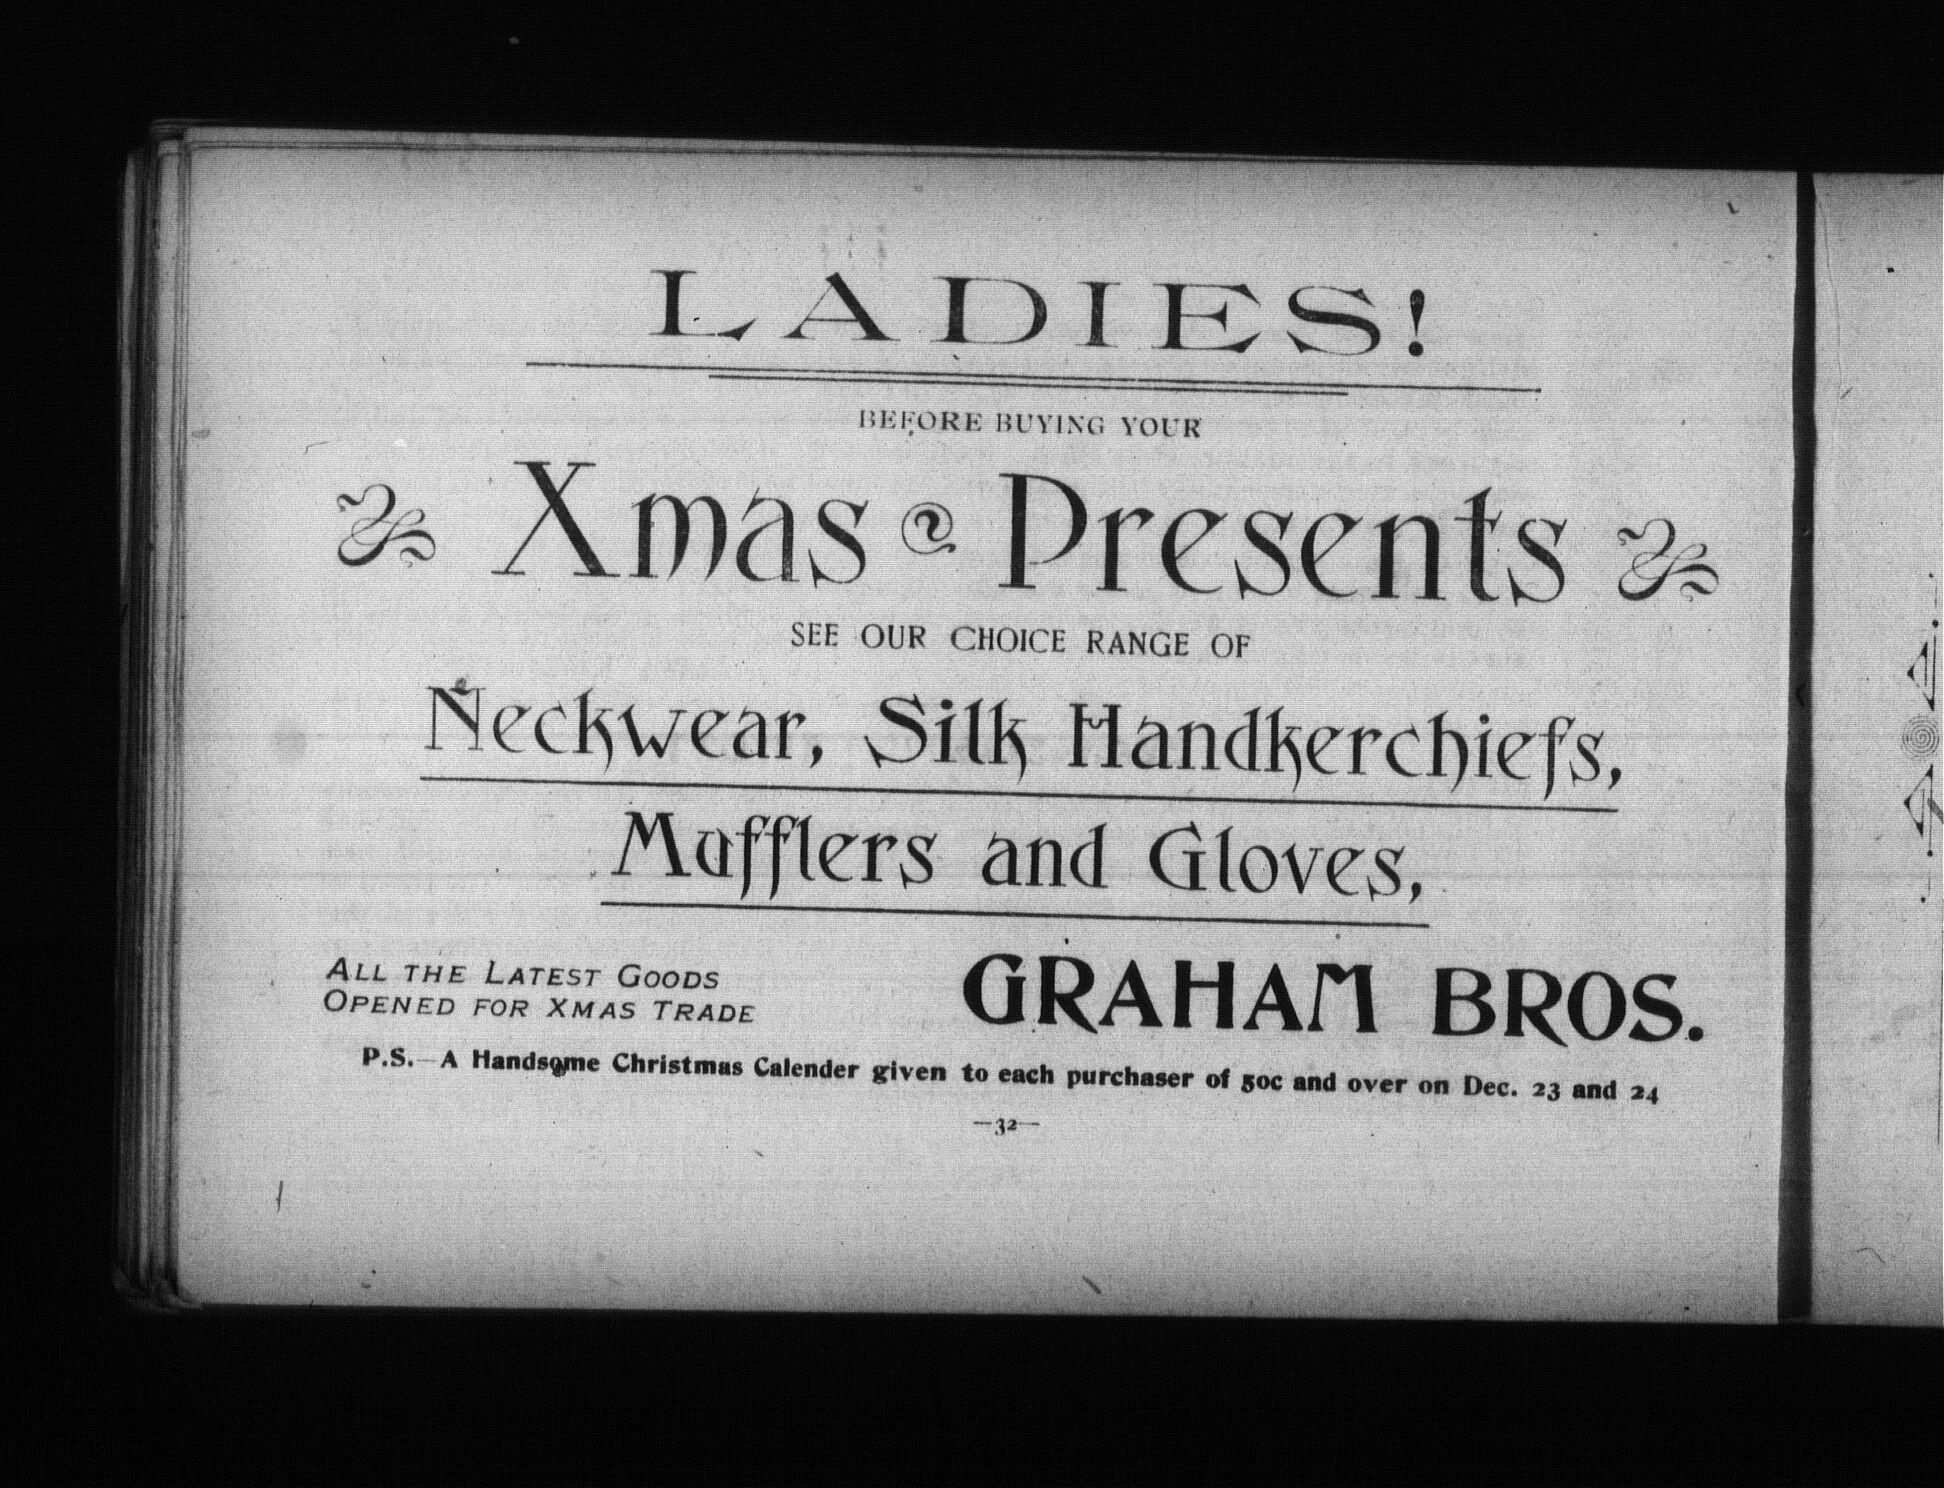 LADIES!
BEFORE BUYING YOUR
Xmas Presents
SEE OUR CHOICE RANGE OF
Neckwear, Silk Handkerchiefs,
Mufflers and Gloves,
ALL THE LATEST GOODS
OPENED FOR XMAS TRADE
GRAHAM BROS.
P.S.—A Handsome Christmas Calender given to each purchaser of 50c and over on Dec. 23 and 24
—32—